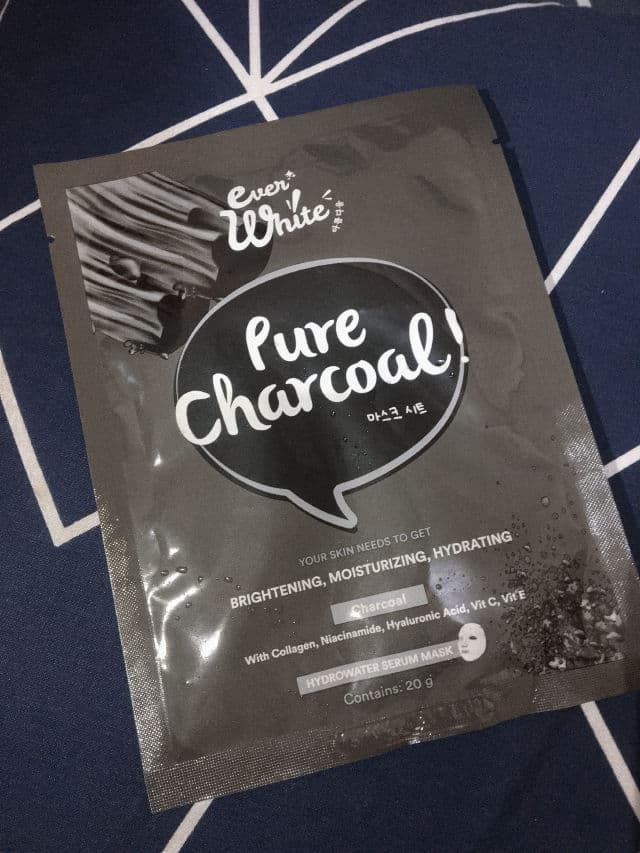 ever
White
Pure
Charcoal!
마스크 시트
YOUR SKIN NEEDS TO GET
BRIGHTENING, MOISTURIZING, HYDRATING
Charcoal
With Collagen, Niacinamide, Hyaluronic Acid, Vit C, Vit E
HYDROWATER SERUM MASK
Contains: 20 g